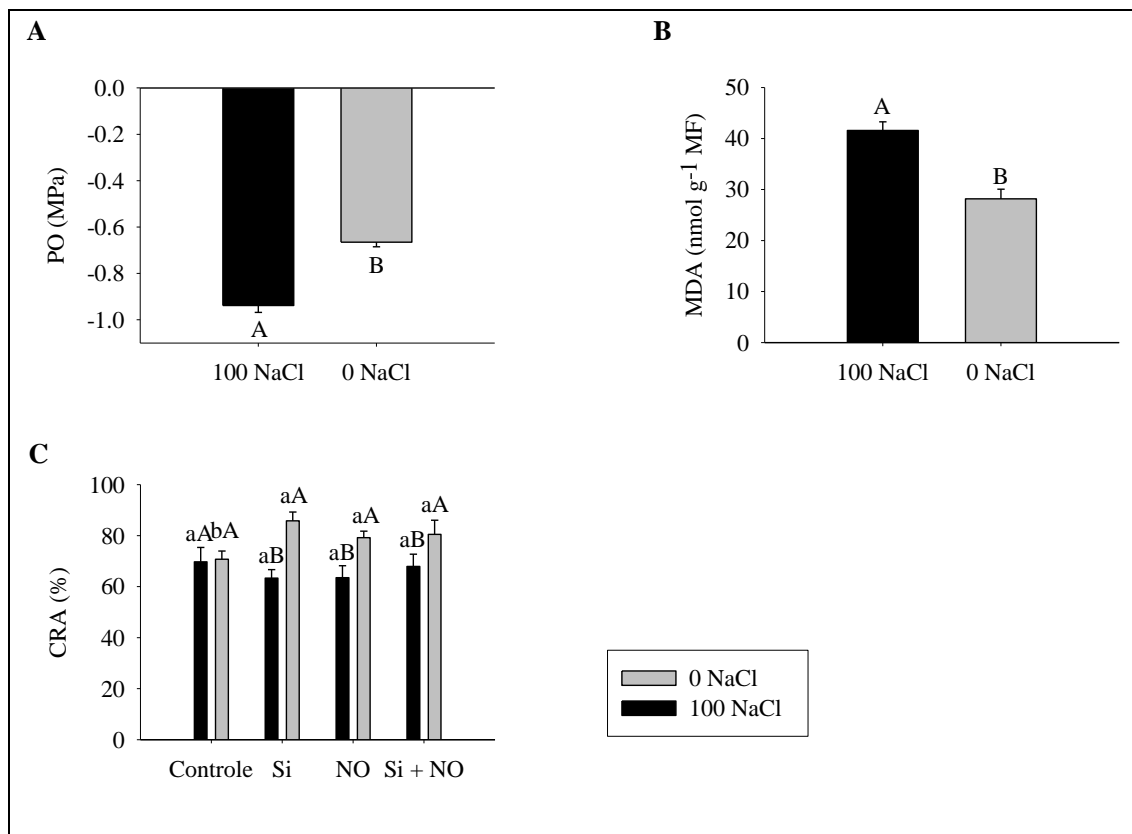 A
0.0
-0.2
-0.4
-0.6
-0.8
-1.0
PO (MPa)
A
B
100 NaCl 0 NaCl
B
50
40
30
20
10
0
MDA (nmol g-1 MF)
A
B
100 NaCl 0 NaCl
C
100
80
60
40
20
0
CRA (%)
aA bA
aB aA
aB aA
aB aA
Controle Si NO Si + NO
0 NaCl
100 NaCl